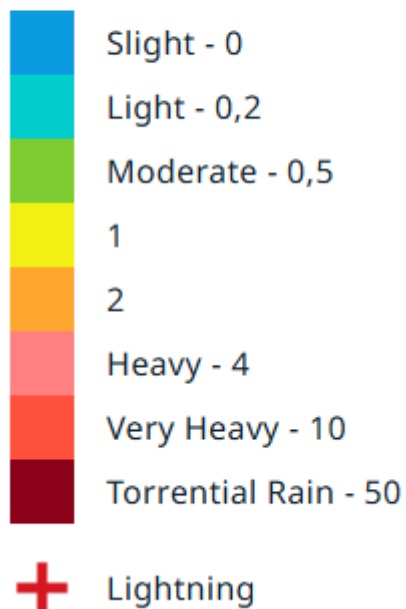 Slight - 0
Light - 0,2
Moderate - 0,5
1
2
Heavy - 4
Very Heavy - 10
Torrential Rain - 50
Lightning